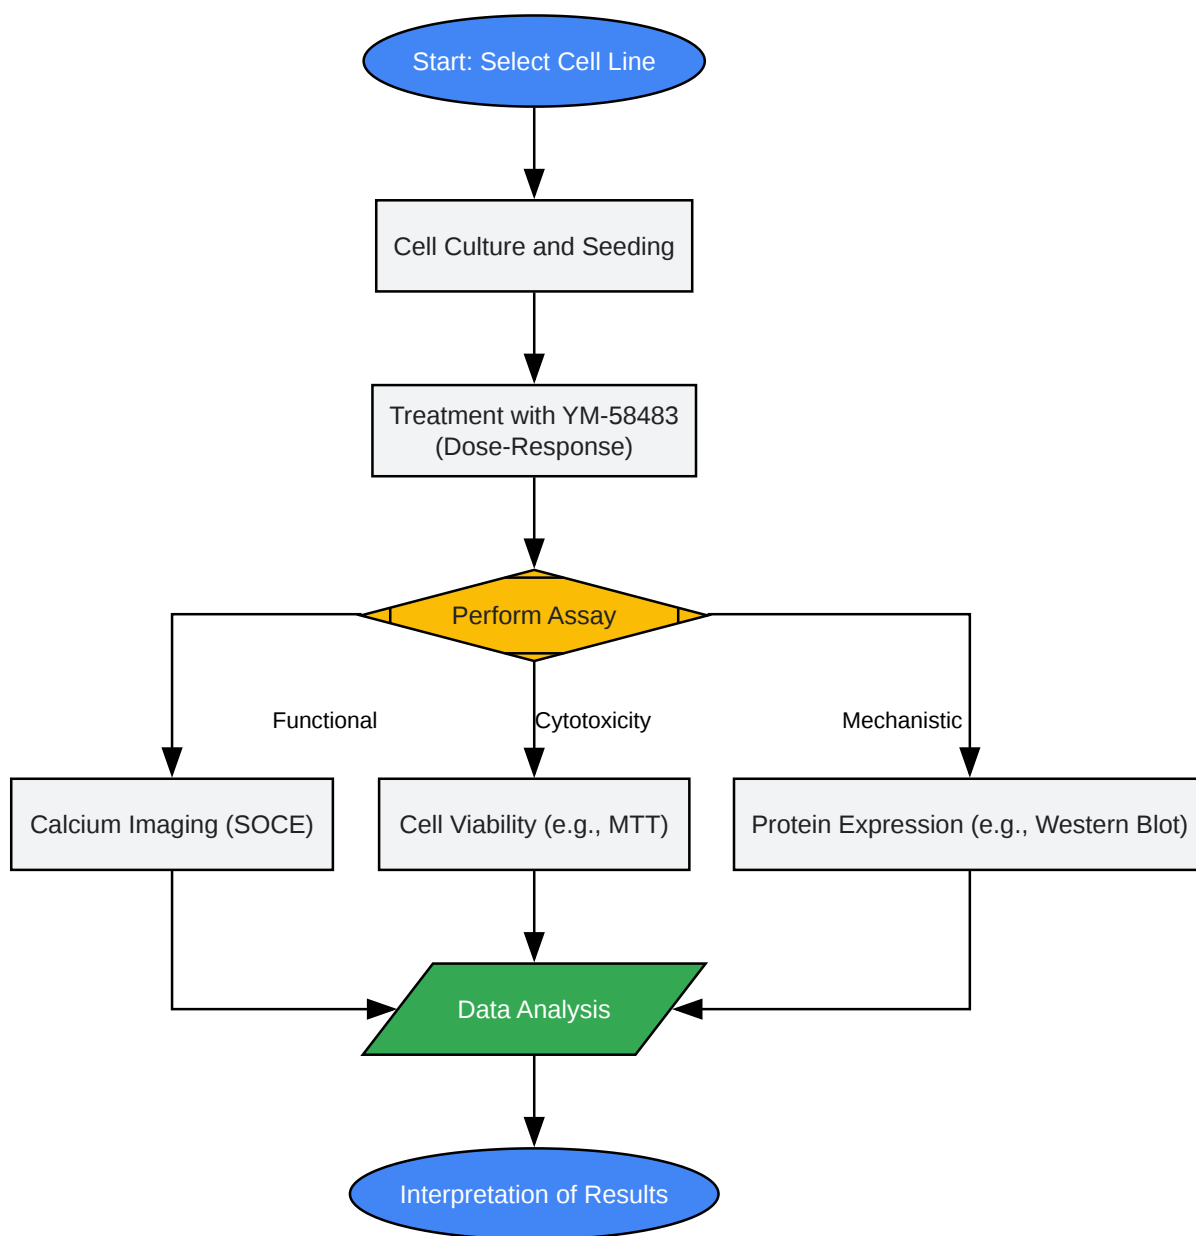 Start: Select Cell Line
Cell Culture and Seeding
Treatment with YM-58483
(Dose-Response)
Perform Assay
Functional
Cytotoxicity
Mechanistic
Calcium Imaging (SOCE)
Cell Viability (e.g., MTT)
Protein Expression (e.g., Western Blot)
Data Analysis
Interpretation of Results